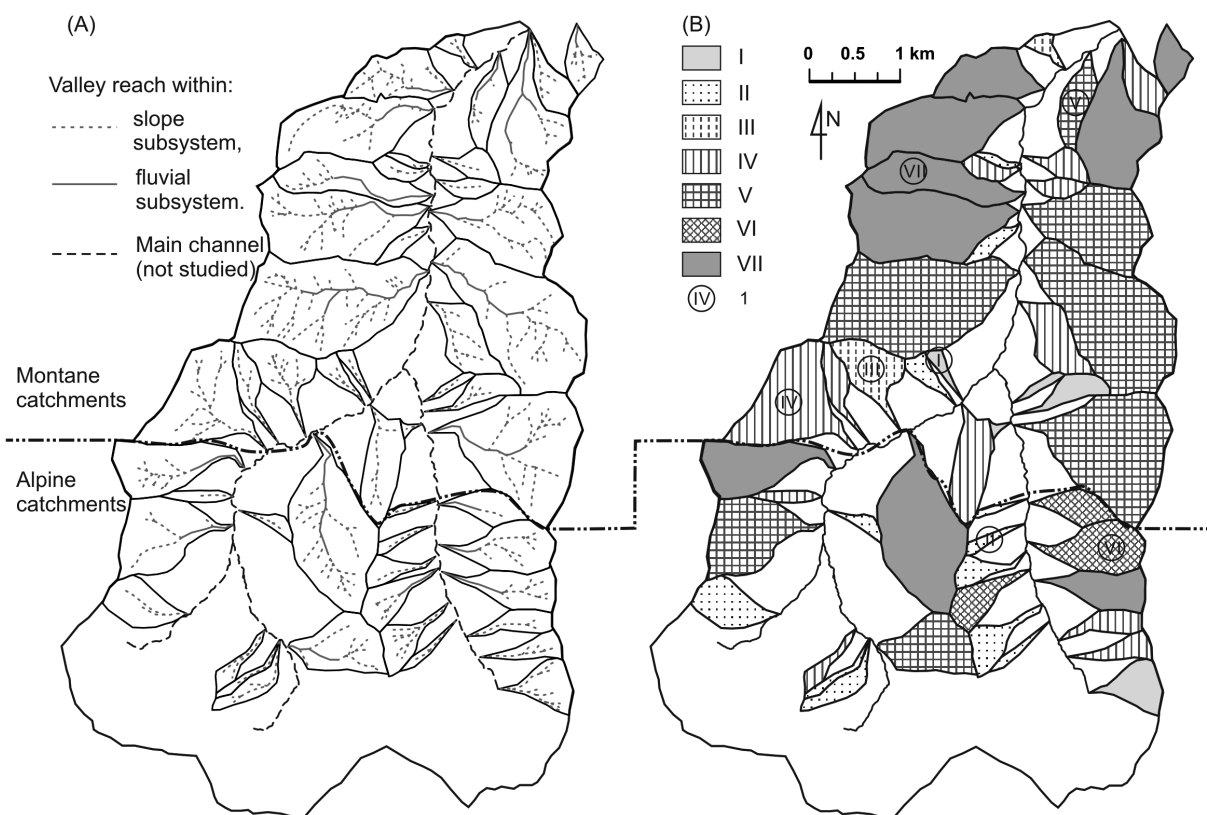 (A)
Valley reach within:
slope
subsystem,
fluvial
subsystem.
Main channel
(not studied)
Montane
catchments
Alpine
catchments
(B)
I
II
III
IV
V
VI
VII
IV 1
0 0.5 1 km
N
V
VII
I
III
IV
II
VI